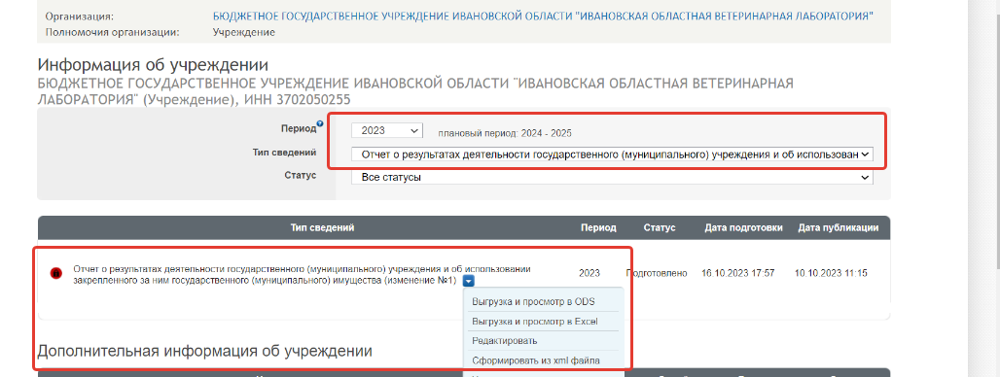 Организация: БЮДЖЕТНОЕ ГОСУДАРСТВЕННОЕ УЧРЕЖДЕНИЕ ИВАНОВСКОЙ ОБЛАСТИ "ИВАНОВСКАЯ ОБЛАСТНАЯ ВЕТЕРИНАРНАЯ ЛАБОРАТОРИЯ"
Полномочия организации: Учреждение
Информация об учреждении
БЮДЖЕТНОЕ ГОСУДАРСТВЕННОЕ УЧРЕЖДЕНИЕ ИВАНОВСКОЙ ОБЛАСТИ "ИВАНОВСКАЯ ОБЛАСТНАЯ ВЕТЕРИНАРНАЯ
ЛАБОРАТОРИЯ" (Учреждение), ИНН 3702050255
Период 2023 плановый период: 2024 - 2025
Тип сведений Отчет о результатах деятельности государственного (муниципального) учреждения и об использован
Статус Все статусы
Тип сведений Период Статус Дата подготовки Дата публикации
Отчет о результатах деятельности государственного (муниципального) учреждения и об использовании
закрепленного за ним государственного (муниципального) имущества (изменение №1) 2023 Подготовлено 16.10.2023 17:57 10.10.2023 11:15
Выгрузка и просмотр в ODS
Выгрузка и просмотр в Excel
Редактировать
Сформировать из xml файла
Дополнительная информация об учреждении